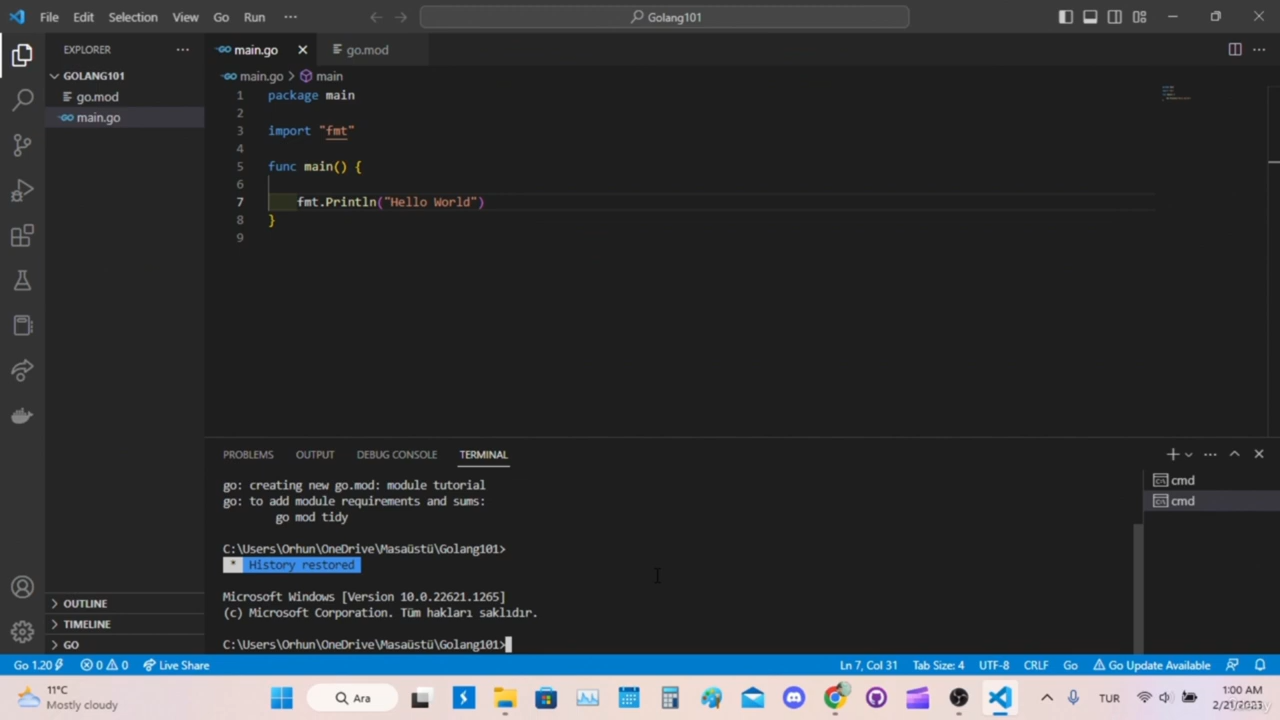 File Edit Selection View Go Run ··· Golang101
EXPLORER ··· main.go go.mod ···
GOLANG101
go.mod
main.go
main.go > main
1 package main
2
3 import "fmt"
4
5 func main() {
6
7 fmt.Println("Hello World")
8 }
9
PROBLEMS OUTPUT DEBUG CONSOLE TERMINAL
go: creating new go.mod: module tutorial
go: to add module requirements and sums:
go mod tidy
C:\Users\Orhun\OneDrive\Masaüstü\Golang101>
* History restored
Microsoft Windows [Version 10.0.22621.1265]
(c) Microsoft Corporation. Tüm hakları saklıdır.
C:\Users\Orhun\OneDrive\Masaüstü\Golang101>
cmd
cmd
OUTLINE
TIMELINE
GO
Go 1.20 0 0 Live Share Ln 7, Col 31 Tab Size: 4 UTF-8 CRLF Go Go Update Available
11°C
Mostly cloudy
Ara
TUR
1:00 AM
2/21/2023